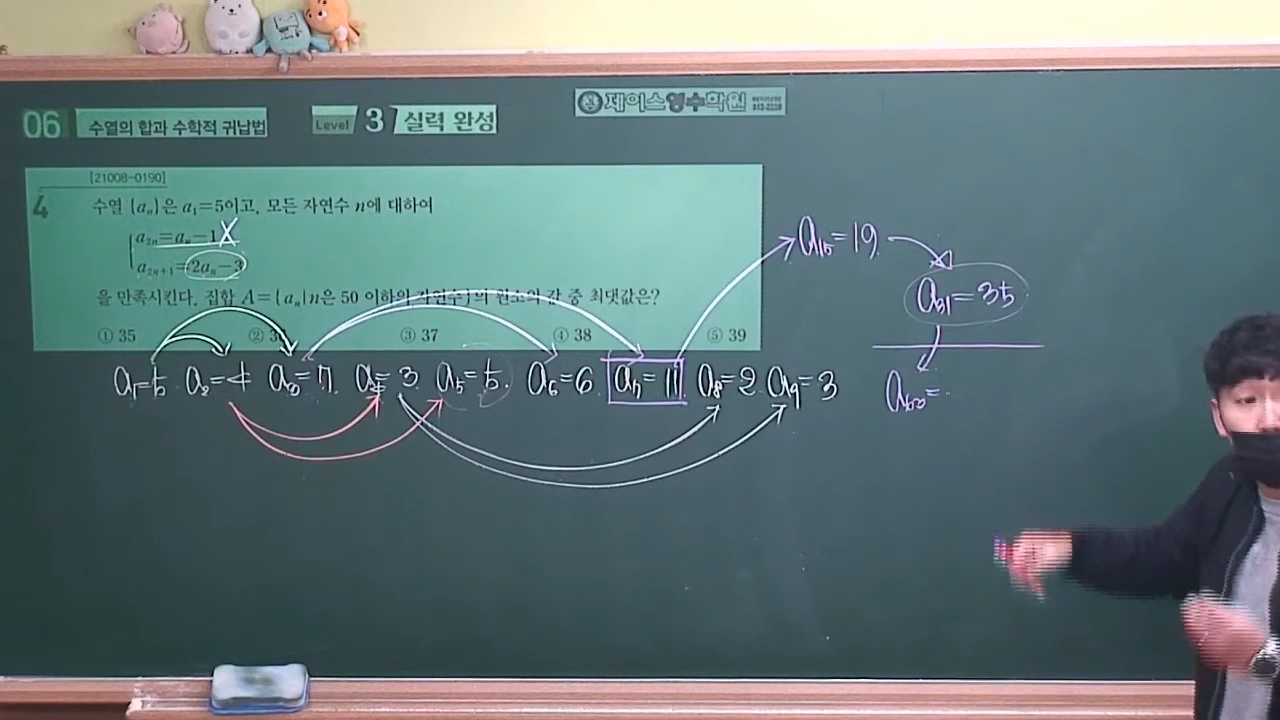 06 수열의 합과 수학적 귀납법 Level 3 실력 완성
제이스영수학원
[21008-0190]
4 수열 {aₙ}은 a₁=5이고, 모든 자연수 n에 대하여
a₂ₙ=aₙ-1 X
a₂ₙ₊₁=2aₙ-3
을 만족시킨다. 집합 A={aₙ|n은 50 이하의 자연수}의 원소의 값 중 최댓값은?
① 35 ② 36 ③ 37 ④ 38 ⑤ 39
a₁=5 a₂=4 a₃=7 a₄=3 a₅=5 a₆=6 a₇=11 a₈=2 a₉=3
a₁₅=19
a₃₁=35